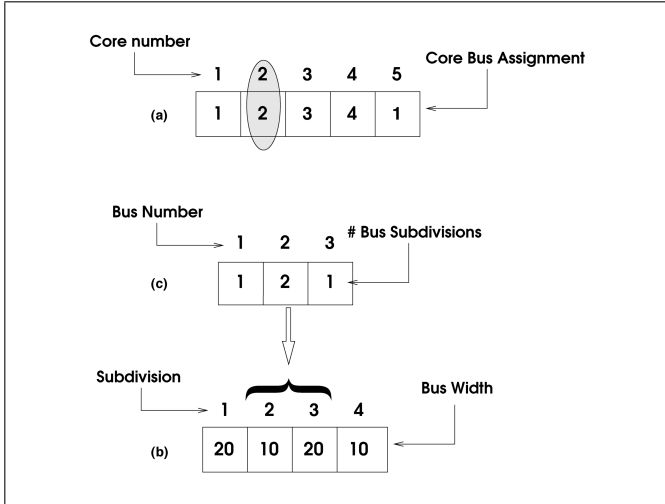 Core number
Core Bus Assignment
1 2 3 4 5
(a) 1 2 3 4 1
Bus Number
# Bus Subdivisions
1 2 3
(c) 1 2 1
Subdivision
Bus Width
1 2 3 4
(b) 20 10 20 10